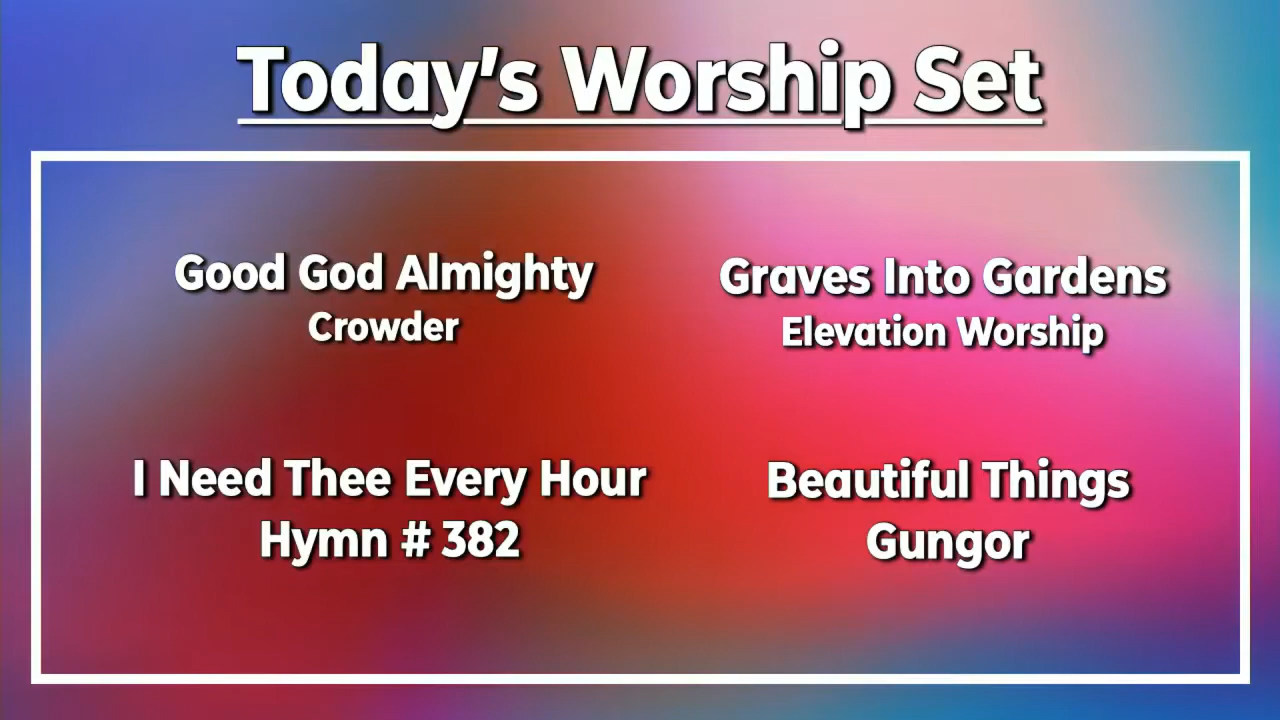 Today's Worship Set
Good God Almighty
Crowder
Graves Into Gardens
Elevation Worship
I Need Thee Every Hour
Hymn # 382
Beautiful Things
Gungor